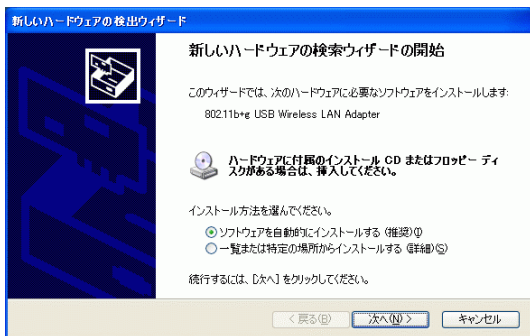 新しいハードウェアの検出ウィザード
新しいハードウェアの検索ウィザードの開始
このウィザードでは、次のハードウェアに必要なソフトウェアをインストールします:
802.11b+g USB Wireless LAN Adapter
ハードウェアに付属のインストール CD またはフロッピー ディ
スクがある場合は、挿入してください。
インストール方法を選んでください。
ソフトウェアを自動的にインストールする (推奨)(I)
一覧または特定の場所からインストールする (詳細)(S)
続行するには、[次へ] をクリックしてください。
< 戻る(B) 次へ(N) > キャンセル